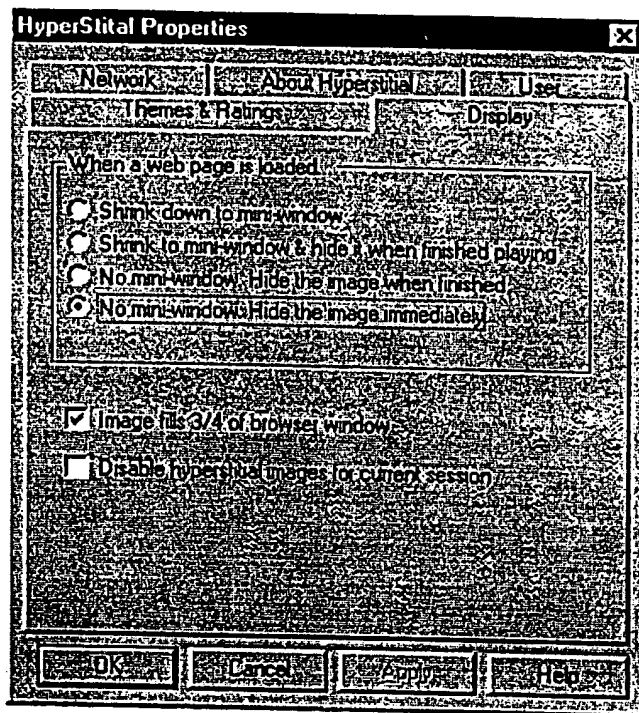 HyperStital Properties
Network About Hyperstitial User
Themes & Ratings Display
When a web page is loaded
Shrink down to mini-window
Shrink to mini-window & hide it when finished playing
No mini-window. Hide the image when finished
No mini-window. Hide the image immediately
Image fills 3/4 of browser window
Disable hyperstitial images for current session
OK Cancel Apply Help